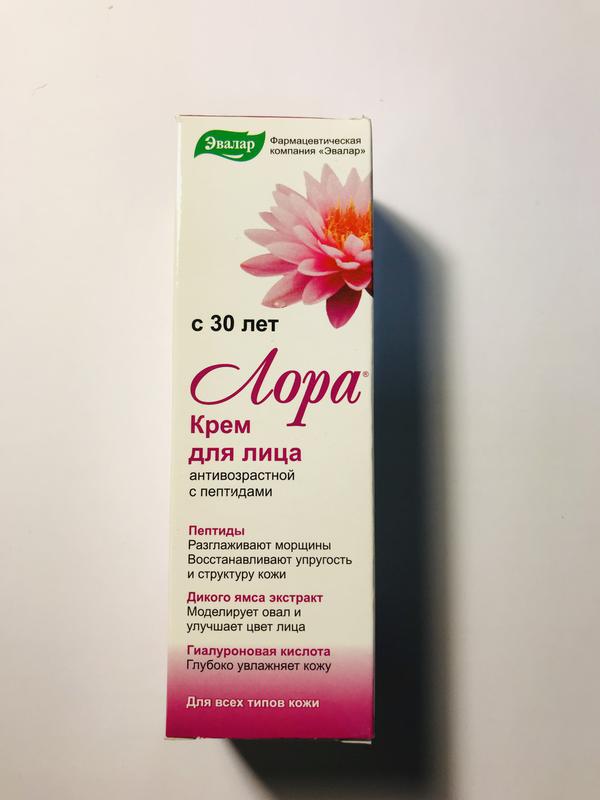 Эвалар
Фармацевтическая
компания «Эвалар»
с 30 лет
Лора®
Крем
для лица
антивозрастной
с пептидами
Пептиды
Разглаживают морщины
Восстанавливают упругость
и структуру кожи
Дикого ямса экстракт
Моделирует овал и
улучшает цвет лица
Гиалуроновая кислота
Глубоко увлажняет кожу
Для всех типов кожи